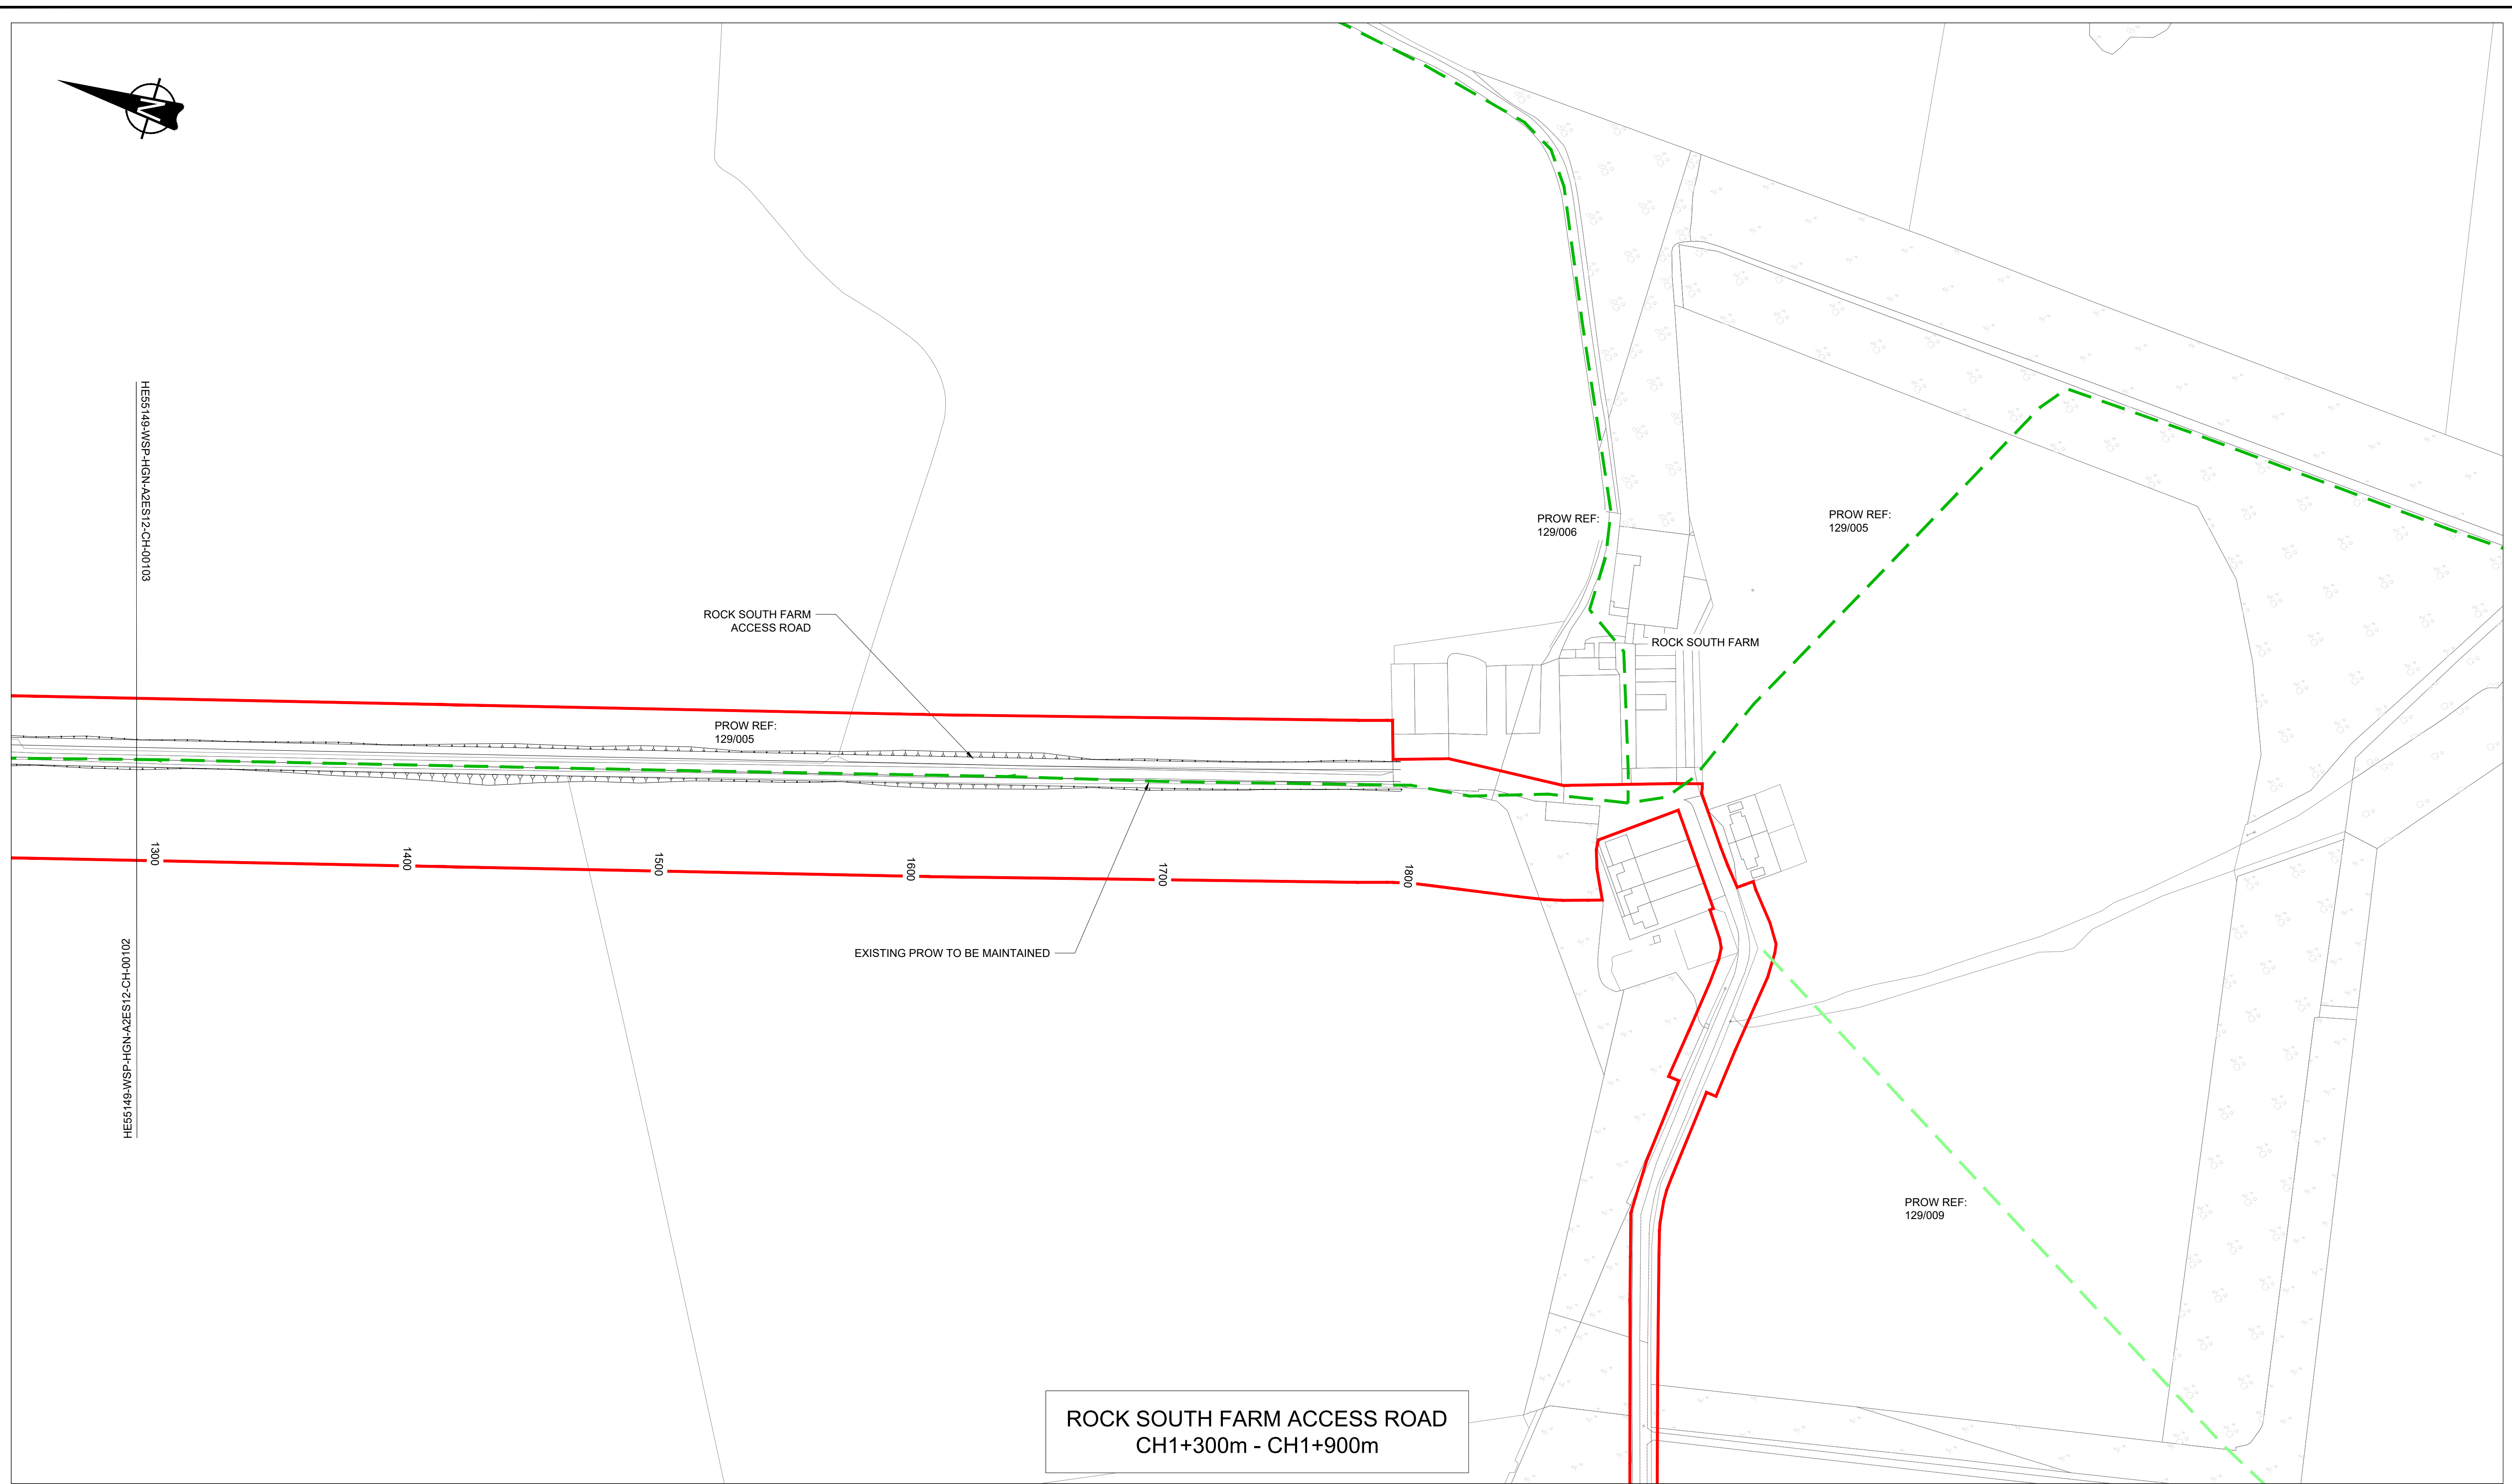 N
HE55149-WSP-HGN-A2ES12-CH-00103
HE55149-WSP-HGN-A2ES12-CH-00102
PROW REF:
129/006
PROW REF:
129/005
ROCK SOUTH FARM
ACCESS ROAD
ROCK SOUTH FARM
PROW REF:
129/005
1300
1400
1500
1600
1700
1800
EXISTING PROW TO BE MAINTAINED
PROW REF:
129/009
ROCK SOUTH FARM ACCESS ROAD
CH1+300m - CH1+900m